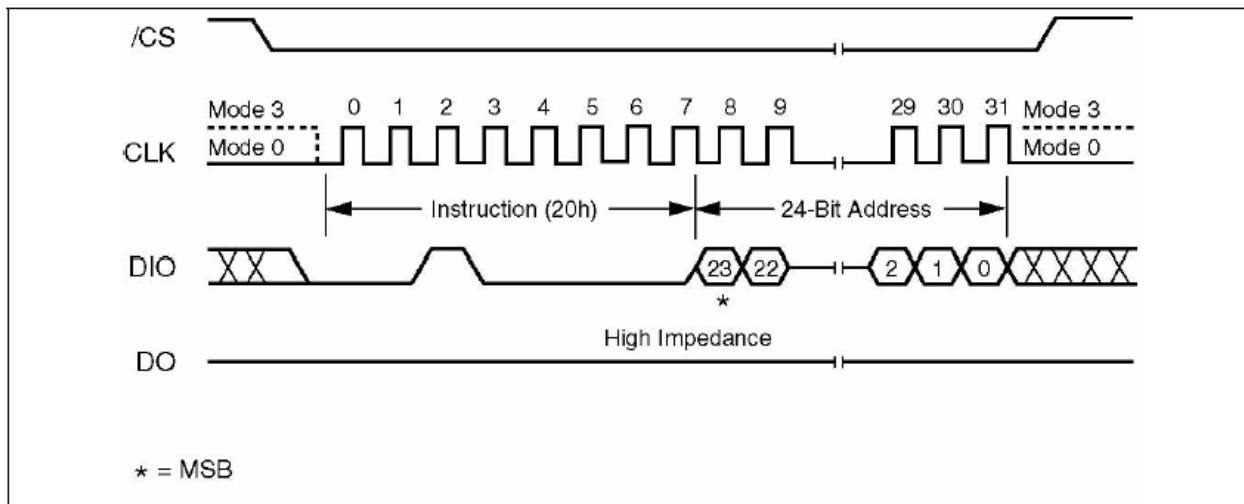 /CS
Mode 3
0 1 2 3 4 5 6 7 8 9 29 30 31
Mode 3
CLK
Mode 0
Mode 0
Instruction (20h)
24-Bit Address
DIO
23 22 2 1 0
*
High Impedance
DO
* = MSB